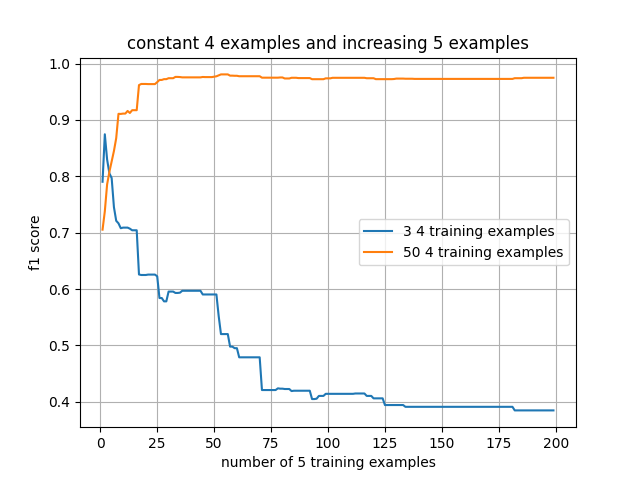 constant 4 examples and increasing 5 examples
1.0
0.9
0.8
0.7
0.6
0.5
0.4
f1 score
3 4 training examples
50 4 training examples
0 25 50 75 100 125 150 175 200
number of 5 training examples